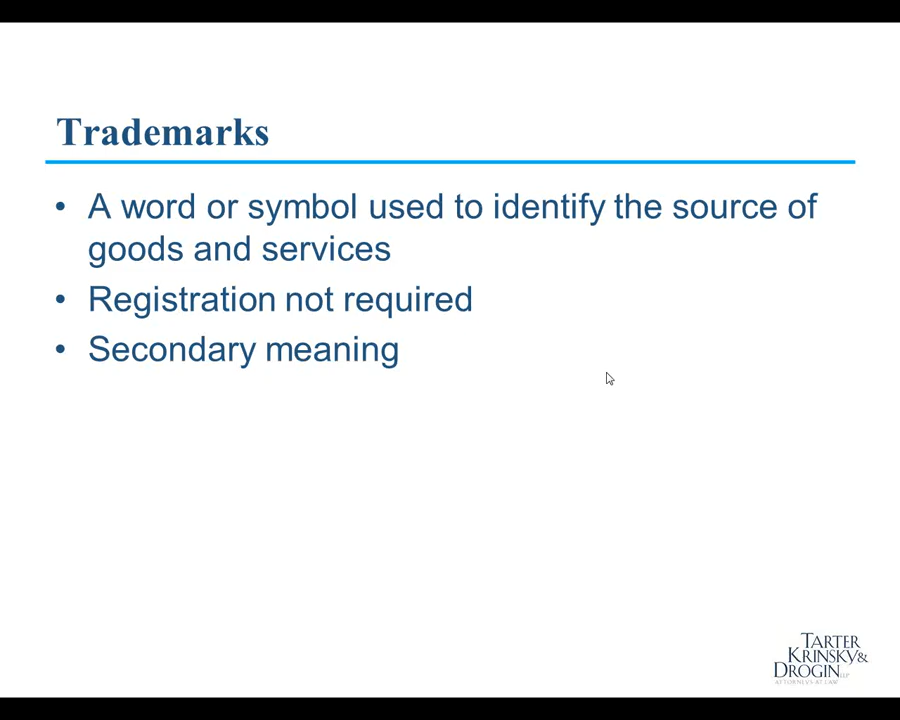 Trademarks
• A word or symbol used to identify the source of
goods and services
• Registration not required
• Secondary meaning
TARTER
KRINSKY &
DROGIN LLP
ATTORNEYS AT LAW